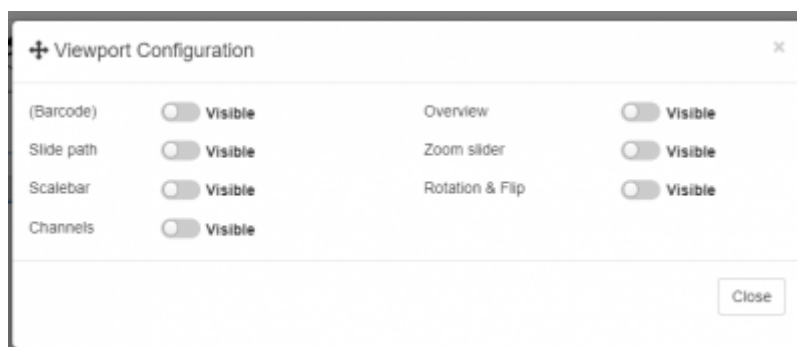 Viewport Configuration ×
(Barcode) Visible Overview Visible
Slide path Visible Zoom slider Visible
Scalebar Visible Rotation & Flip Visible
Channels Visible
Close